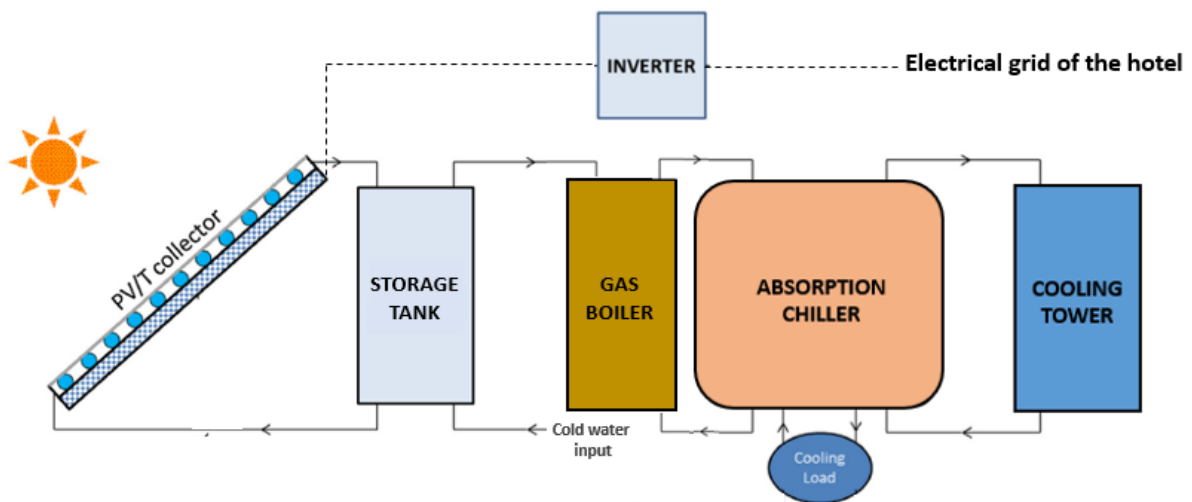 INVERTER
Electrical grid of the hotel
PV/T collector
STORAGE
TANK
GAS
BOILER
ABSORPTION
CHILLER
COOLING
TOWER
Cold water
input
Cooling
Load